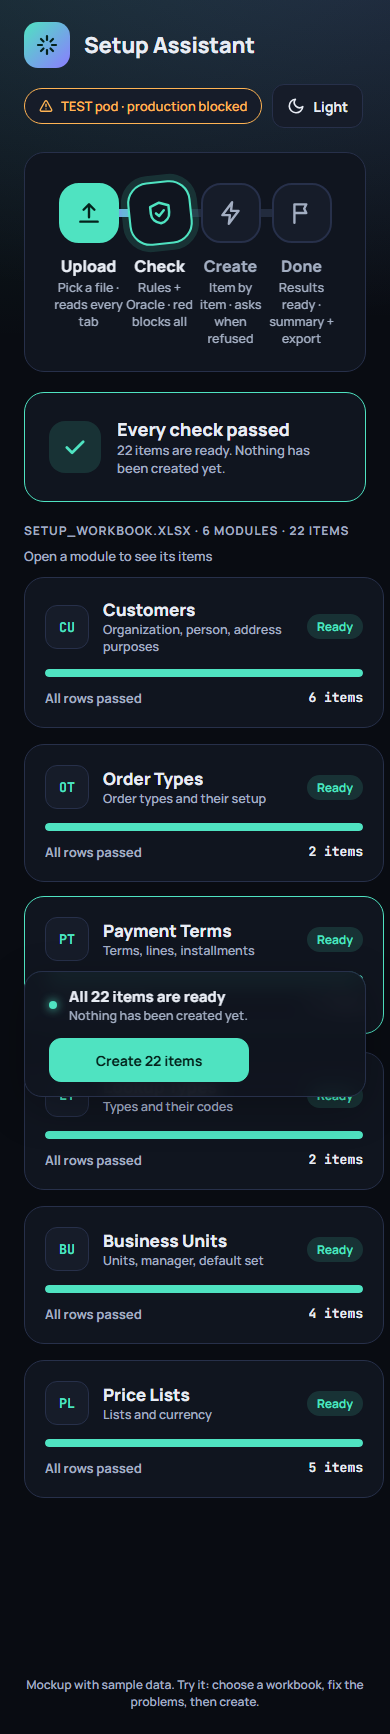 Setup Assistant
TEST pod · production blocked
Light
Upload
Pick a file ·
reads every
tab
Check
Rules +
Oracle · red
blocks all
Create
Item by
item · asks
when
refused
Done
Results
ready ·
summary +
export
Every check passed
22 items are ready. Nothing has
been created yet.
SETUP_WORKBOOK.XLSX · 6 MODULES · 22 ITEMS
Open a module to see its items
CU
Customers
Organization, person, address
purposes
Ready
All rows passed
6 items
OT
Order Types
Order types and their setup
Ready
All rows passed
2 items
PT
Payment Terms
Terms, lines, installments
Ready
All 22 items are ready
Nothing has been created yet.
Create 22 items
Types and their codes
Ready
All rows passed
2 items
BU
Business Units
Units, manager, default set
Ready
All rows passed
4 items
PL
Price Lists
Lists and currency
Ready
All rows passed
5 items
Mockup with sample data. Try it: choose a workbook, fix the
problems, then create.